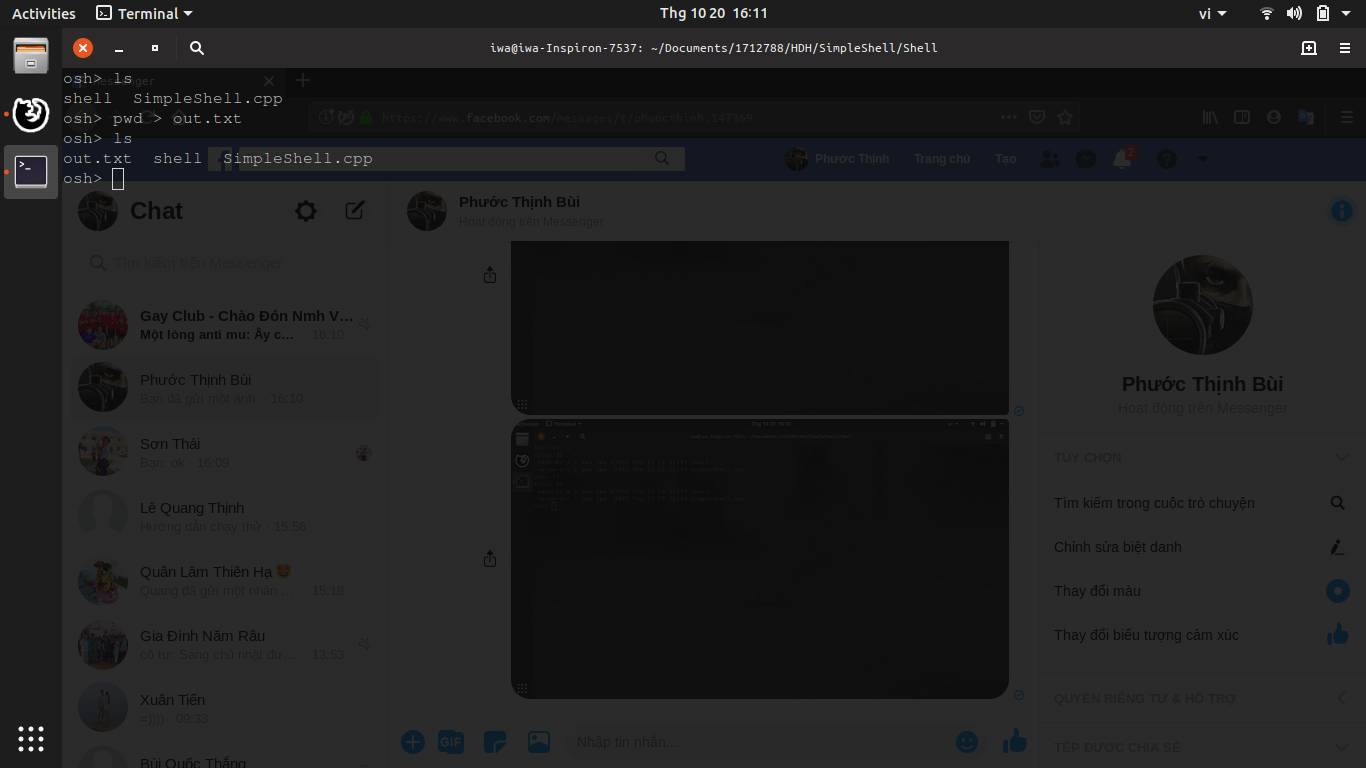 Activities
Terminal
Thg 10 20 16:11
vi
iwa@iwa-Inspiron-7537: ~/Documents/1712788/HDH/SimpleShell/Shell
osh> ls
shell SimpleShell.cpp
osh> pwd > out.txt
osh> ls
out.txt shell SimpleShell.cpp
osh>
https://www.facebook.com/messages/t/phuocthinh.147369
Phước Thịnh
Trang chủ
Tạo
2
Chat
Tìm kiếm trên Messenger
Gay Club - Chào Đón Nmh V...
Một lòng anti mu: Ấy c... · 16:10
Phước Thịnh Bùi
Bạn đã gửi một ảnh · 16:10
Sơn Thái
Bạn: ok · 16:09
Lê Quang Thịnh
Hướng dẫn chạy thử · 15:56
Quân Lâm Thiên Hạ 🤩
Quang đã gửi một nhãn ... · 15:18
Gia Đình Năm Râu
có tư: Sáng chủ nhật đư... · 13:53
Xuân Tiến
=)))) · 09:33
Bùi Quốc Thắng
Phước Thịnh Bùi
Hoạt động trên Messenger
GIF
Nhập tin nhắn...
Phước Thịnh Bùi
Hoạt động trên Messenger
TÙY CHỌN
Tìm kiếm trong cuộc trò chuyện
Chỉnh sửa biệt danh
Thay đổi màu
Thay đổi biểu tượng cảm xúc
QUYỀN RIÊNG TƯ & HỖ TRỢ
TỆP ĐƯỢC CHIA SẺ